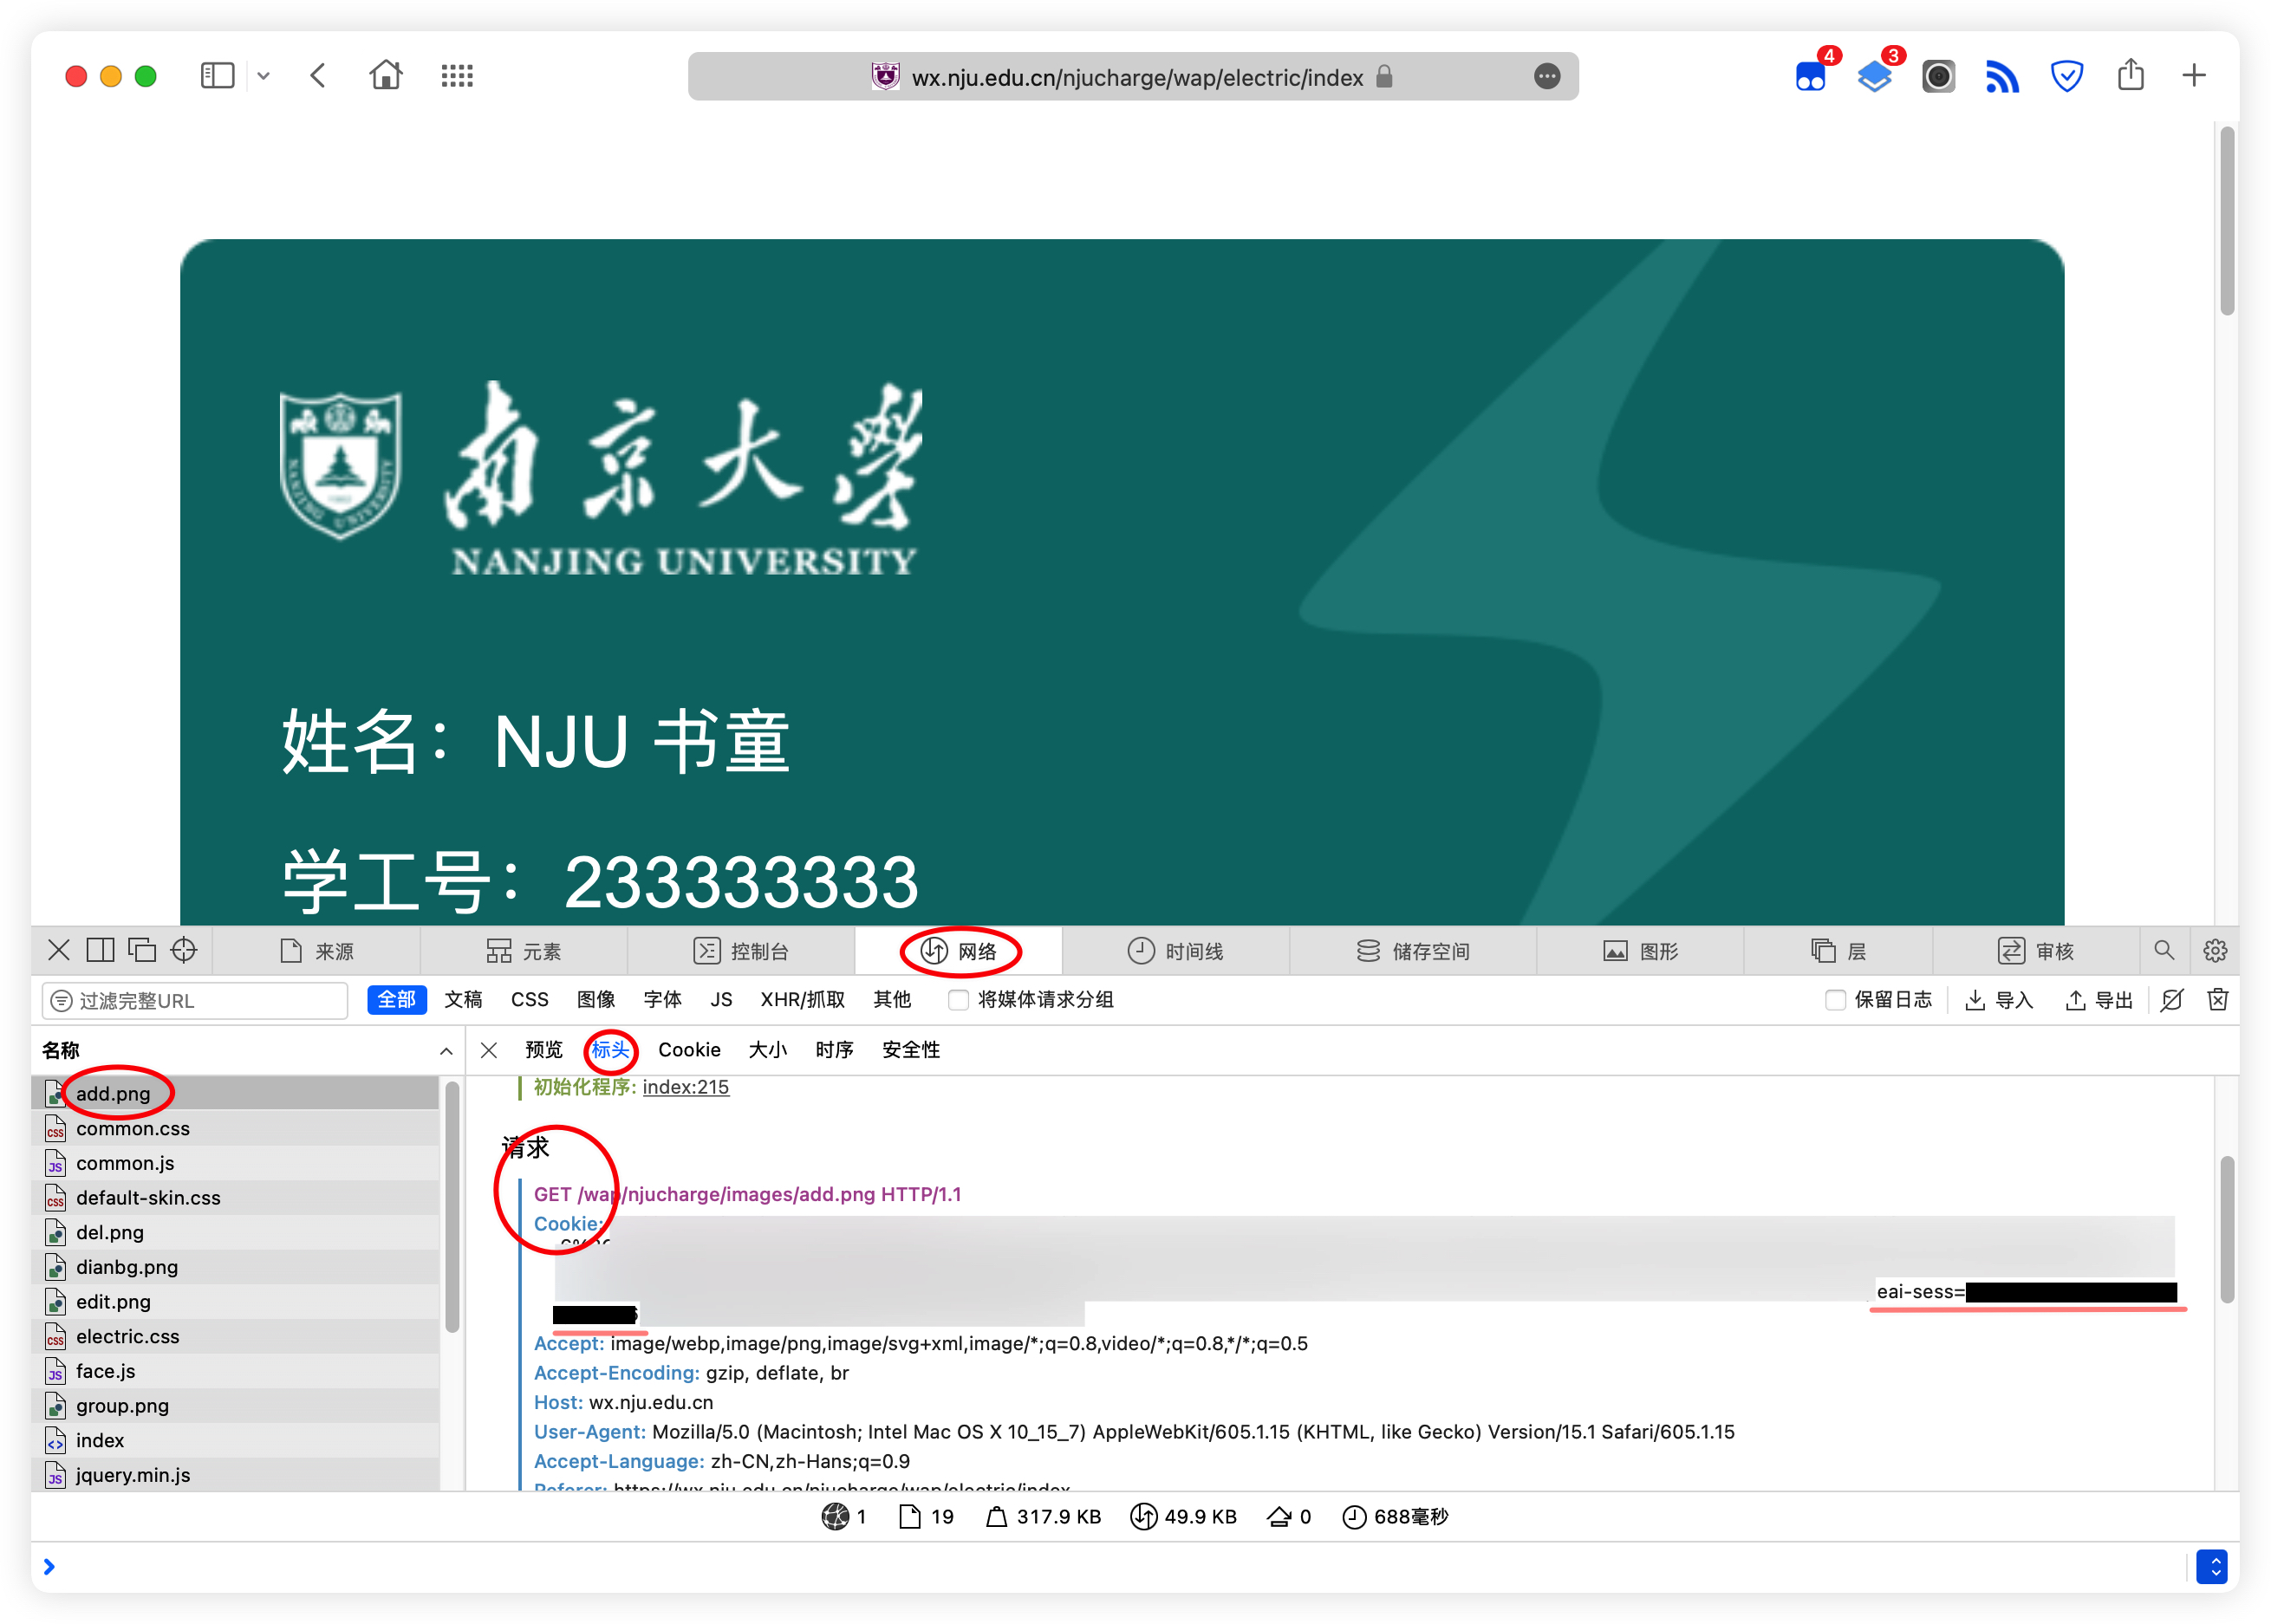 4
3
wx.nju.edu.cn/njucharge/wap/electric/index
南京大學
NANJING UNIVERSITY
姓名：NJU 书童
学工号：233333333
来源
元素
控制台
网络
时间线
储存空间
图形
层
审核
过滤完整URL
全部 文稿 CSS 图像 字体 JS XHR/抓取 其他 将媒体请求分组
保留日志 导入 导出
名称
预览 标头 Cookie 大小 时序 安全性
add.png
common.css
common.js
default-skin.css
del.png
dianbg.png
edit.png
electric.css
face.js
group.png
index
jquery.min.js
初始化程序: index:215
请求
GET /wap/njucharge/images/add.png HTTP/1.1
Cookie:
eai-sess=
Accept: image/webp,image/png,image/svg+xml,image/*;q=0.8,video/*;q=0.8,*/*;q=0.5
Accept-Encoding: gzip, deflate, br
Host: wx.nju.edu.cn
User-Agent: Mozilla/5.0 (Macintosh; Intel Mac OS X 10_15_7) AppleWebKit/605.1.15 (KHTML, like Gecko) Version/15.1 Safari/605.1.15
Accept-Language: zh-CN,zh-Hans;q=0.9
Referer: https://wx.nju.edu.cn/njucharge/wap/electric/index
1 19 317.9 KB 49.9 KB 0 688毫秒